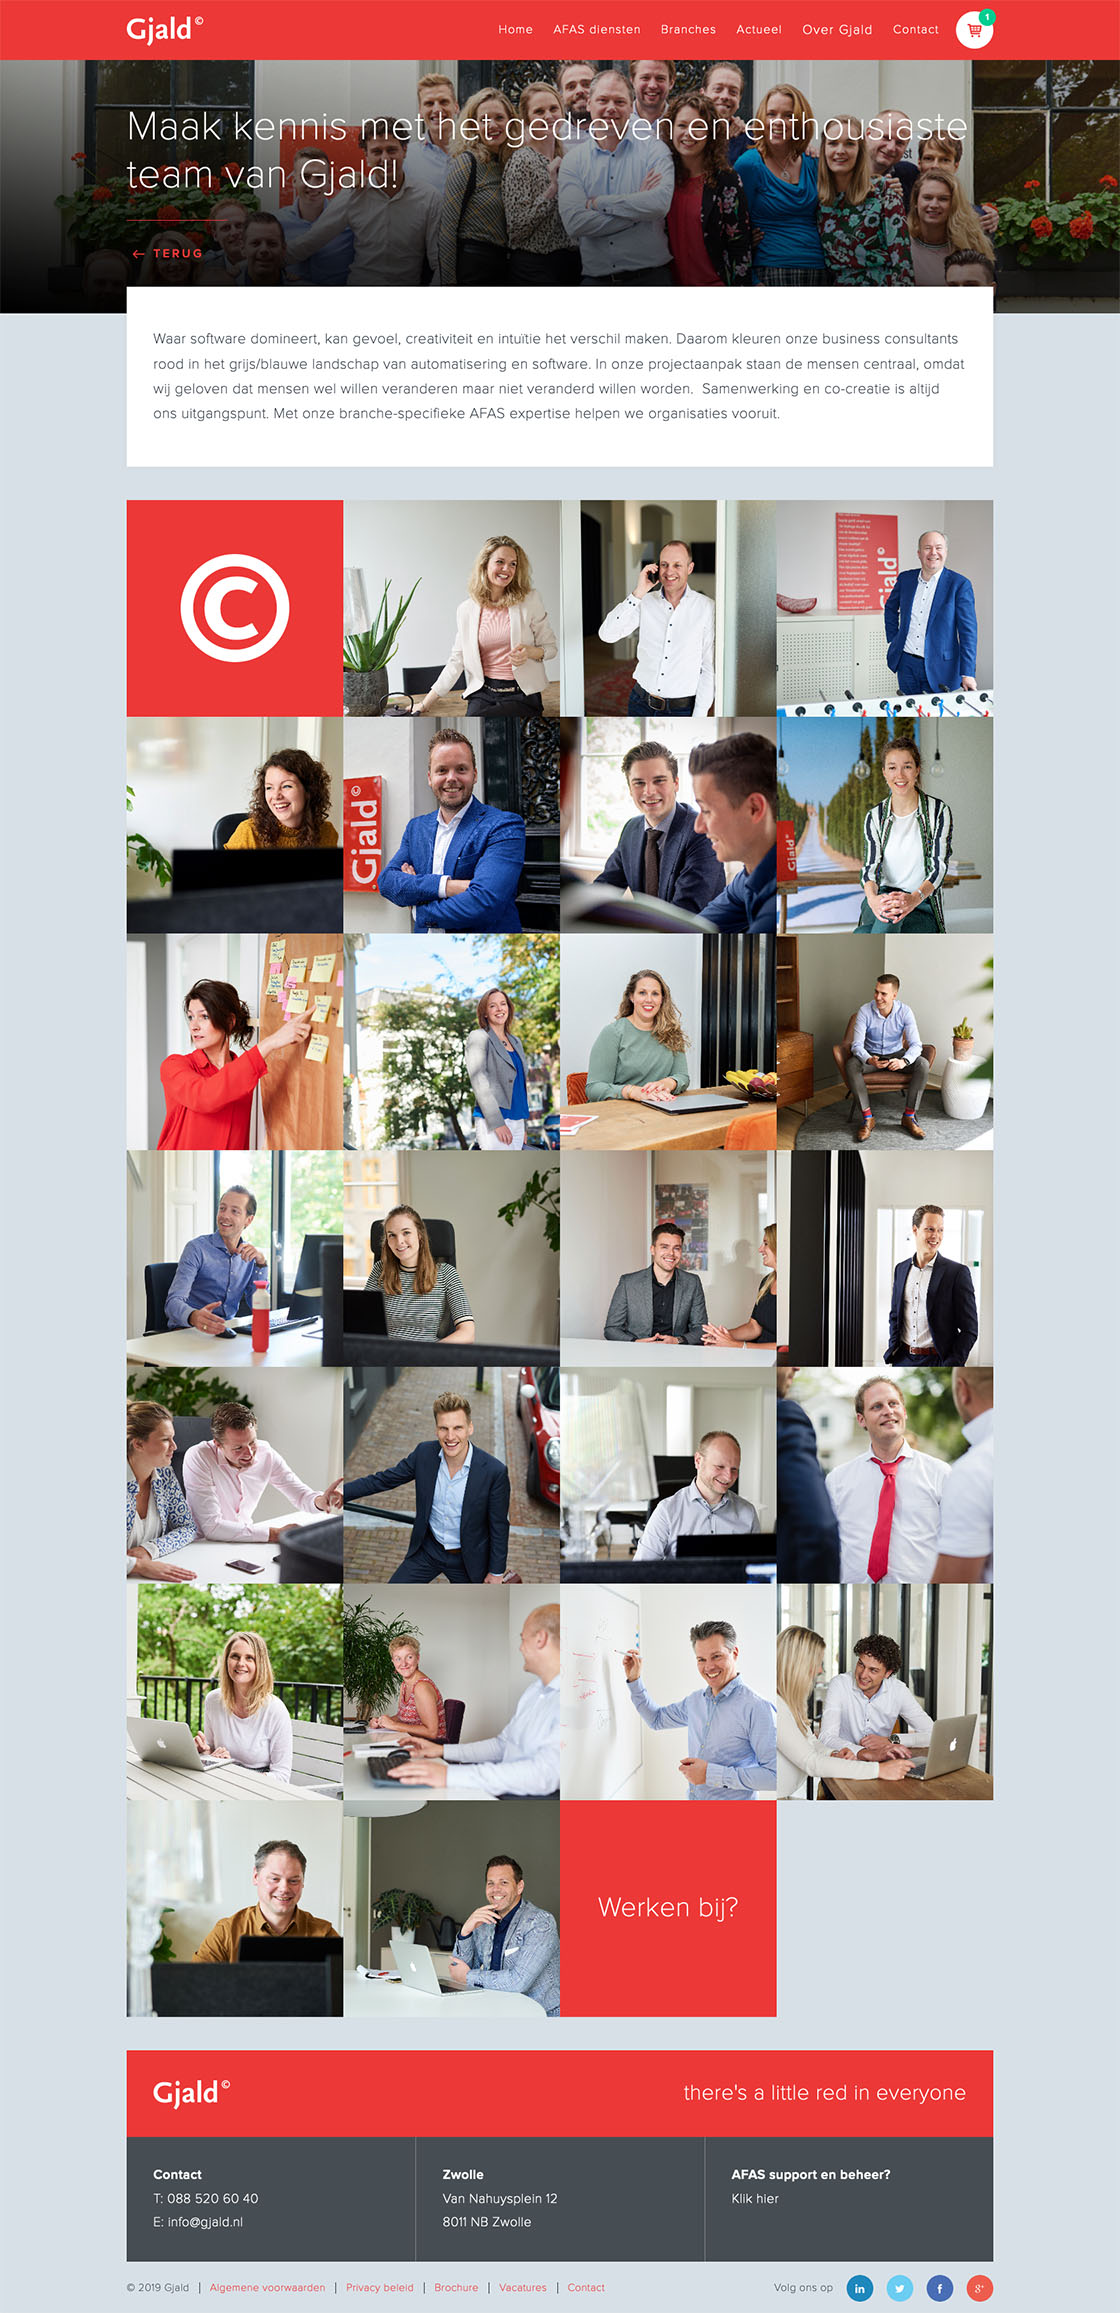 Gjald©
Home AFAS diensten Branches Actueel Over Gjald Contact 1
Maak kennis met het gedreven en enthousiaste
team van Gjald!
← TERUG
Waar software domineert, kan gevoel, creativiteit en intuïtie het verschil maken. Daarom kleuren onze business consultants
rood in het grijs/blauwe landschap van automatisering en software. In onze projectaanpak staan de mensen centraal, omdat
wij geloven dat mensen wel willen veranderen maar niet veranderd willen worden. Samenwerking en co-creatie is altijd
ons uitgangspunt. Met onze branche-specifieke AFAS expertise helpen we organisaties vooruit.
©
Gjald©
Gjald©
Gjald
Werken bij?
Gjald©
there's a little red in everyone
Contact
T: 088 520 60 40
E: info@gjald.nl
Zwolle
Van Nahuysplein 12
8011 NB Zwolle
AFAS support en beheer?
Klik hier
© 2019 Gjald | Algemene voorwaarden | Privacy beleid | Brochure | Vacatures | Contact
Volg ons op in f g+